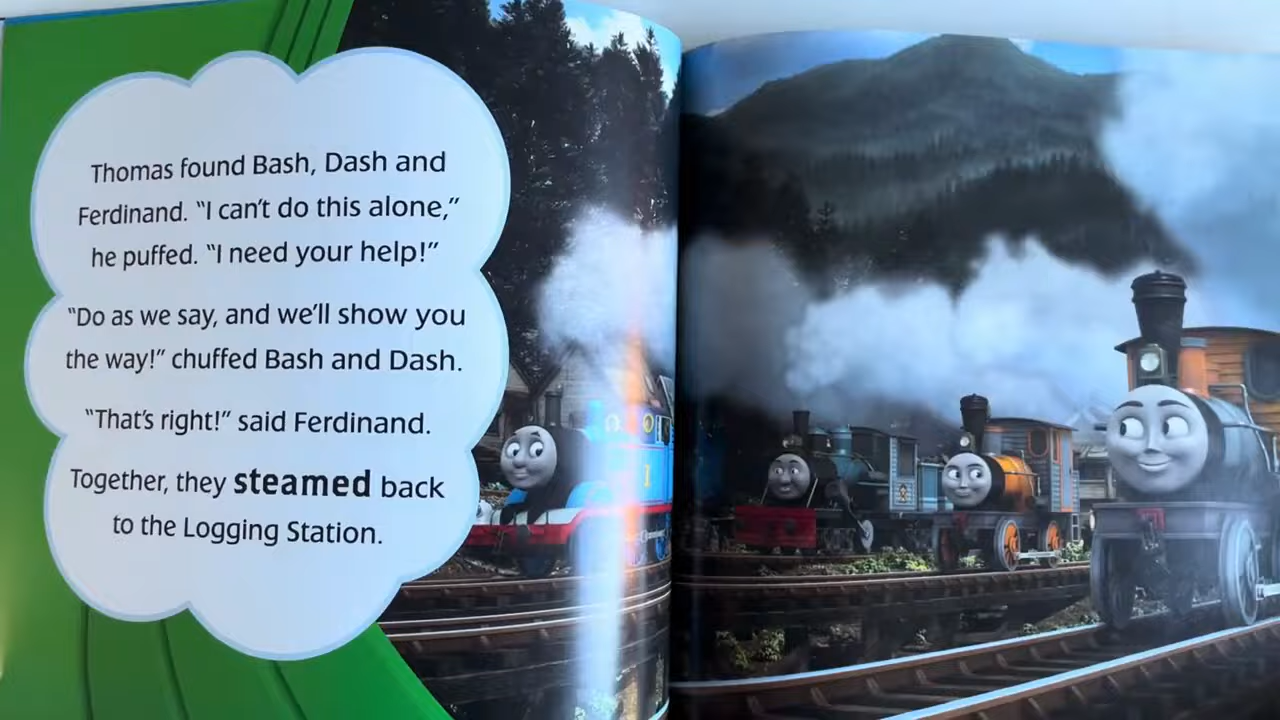 Thomas found Bash, Dash and
Ferdinand. “I can’t do this alone,”
he puffed. “I need your help!”
“Do as we say, and we’ll show you
the way!” chuffed Bash and Dash.
“That’s right!” said Ferdinand.
Together, they steamed back
to the Logging Station.
1